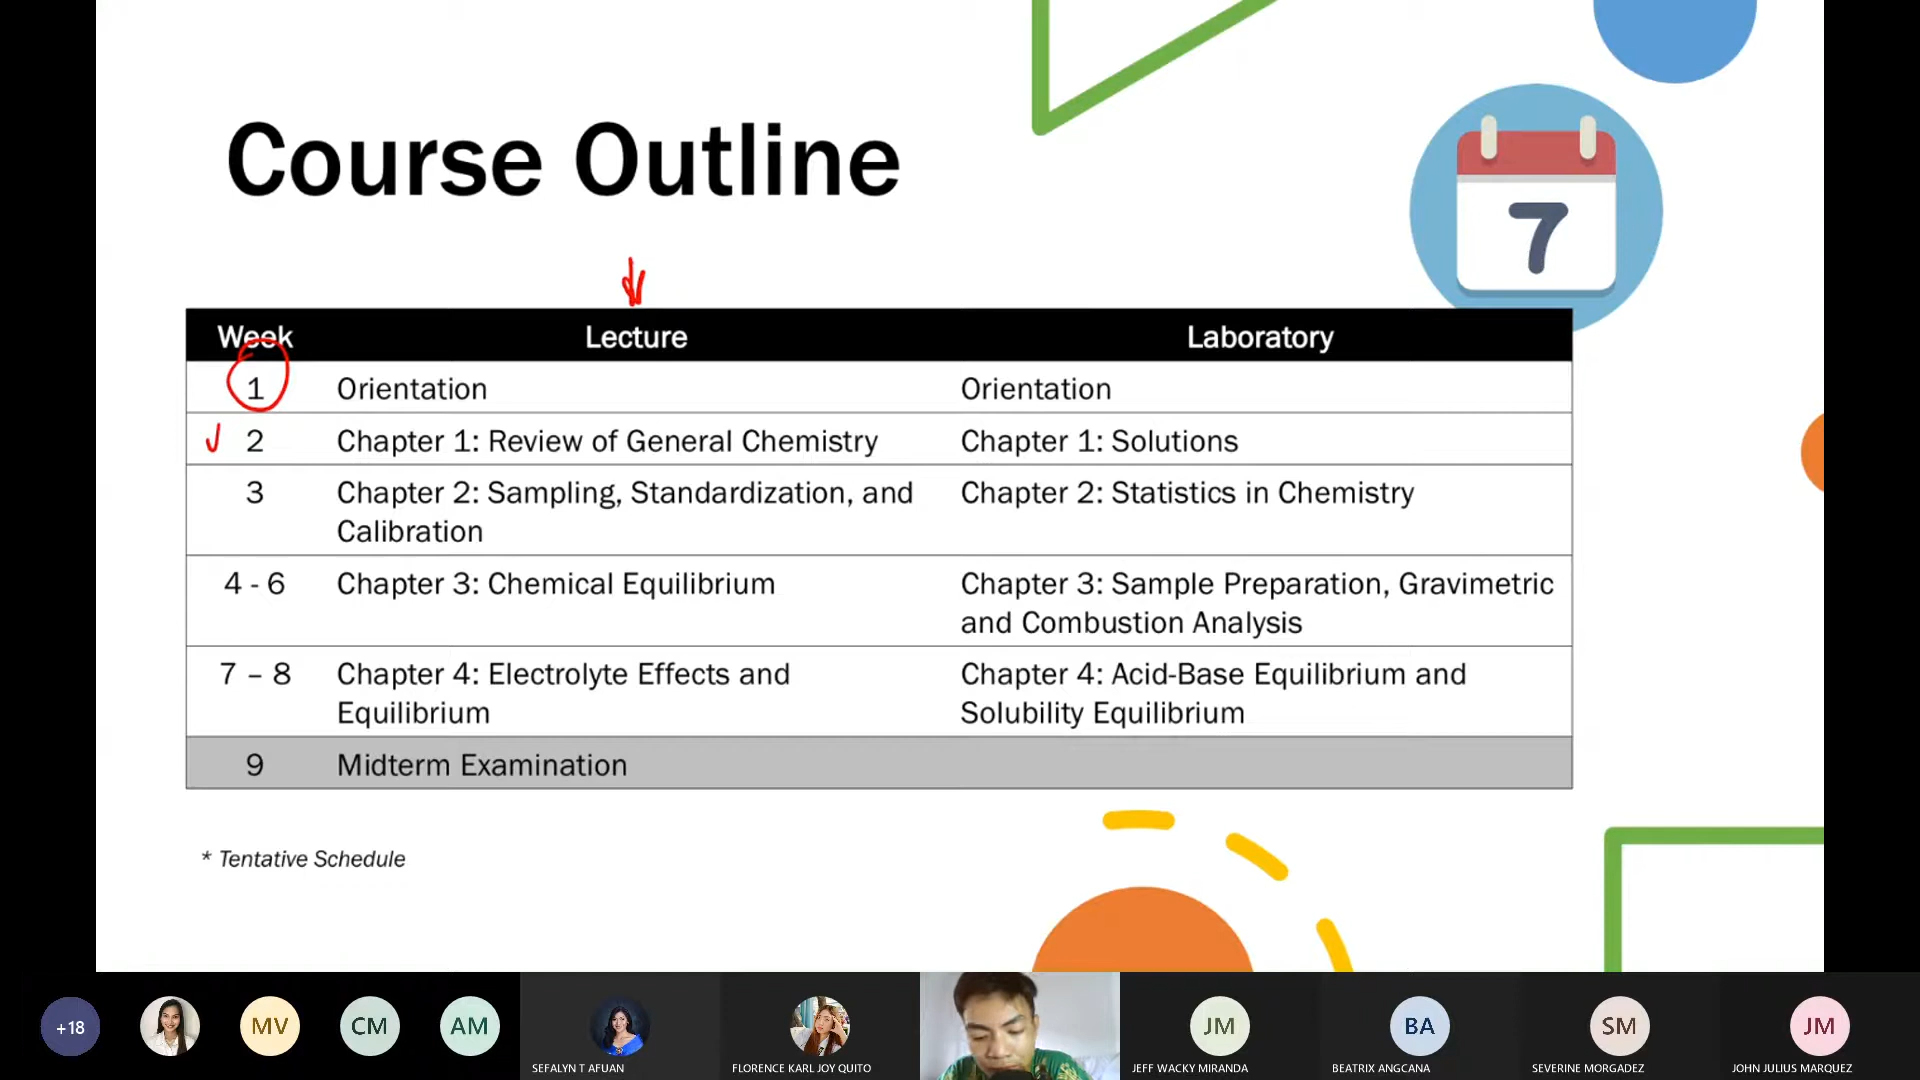 Course Outline
7
Week Lecture Laboratory
1 Orientation Orientation
2 Chapter 1: Review of General Chemistry Chapter 1: Solutions
3 Chapter 2: Sampling, Standardization, and Calibration Chapter 2: Statistics in Chemistry
4 - 6 Chapter 3: Chemical Equilibrium Chapter 3: Sample Preparation, Gravimetric and Combustion Analysis
7 – 8 Chapter 4: Electrolyte Effects and Equilibrium Chapter 4: Acid-Base Equilibrium and Solubility Equilibrium
9 Midterm Examination
* Tentative Schedule
+18 MV CM AM JM BA SM JM
SEFALYN T AFUAN FLORENCE KARL JOY QUITO JEFF WACKY MIRANDA BEATRIX ANGCANA SEVERINE MORGADEZ JOHN JULIUS MARQUEZ